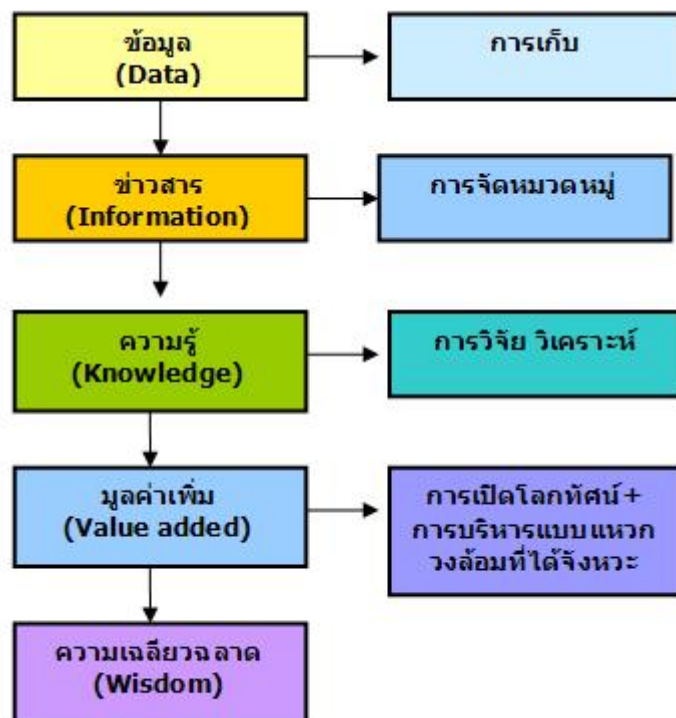 ข้อมูล
(Data)
การเก็บ
ข่าวสาร
(Information)
การจัดหมวดหมู่
ความรู้
(Knowledge)
การวิจัย วิเคราะห์
มูลค่าเพิ่ม
(Value added)
การเปิดโลกทัศน์+
การบริหารแบบแหวก
วงล้อมที่ได้จังหวะ
ความเฉลียวฉลาด
(Wisdom)